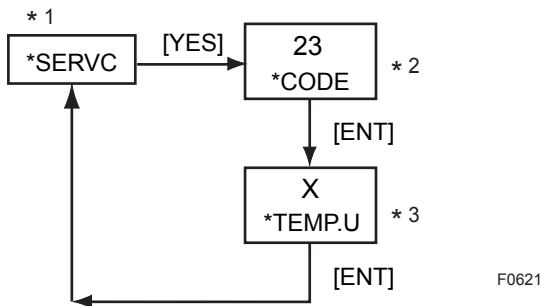 * 1
*SERVC
[YES]
23
*CODE
* 2
[ENT]
X
*TEMP.U
* 3
[ENT]
F0621